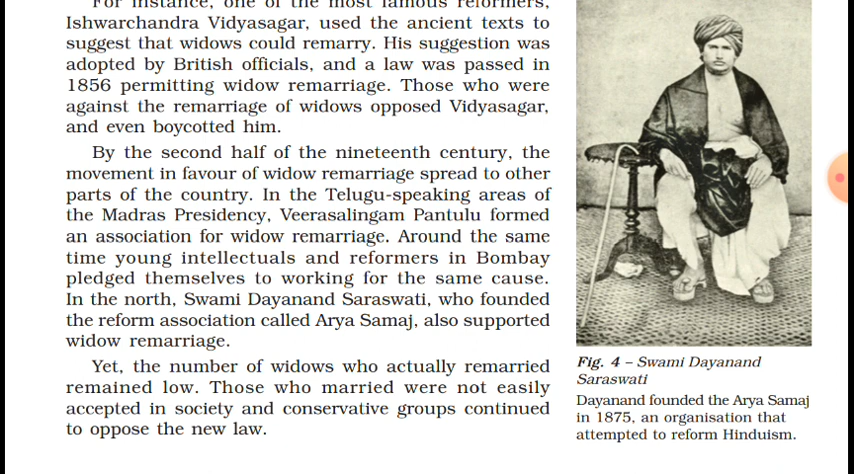 For instance, one of the most famous reformers,
Ishwarchandra Vidyasagar, used the ancient texts to
suggest that widows could remarry. His suggestion was
adopted by British officials, and a law was passed in
1856 permitting widow remarriage. Those who were
against the remarriage of widows opposed Vidyasagar,
and even boycotted him.
By the second half of the nineteenth century, the
movement in favour of widow remarriage spread to other
parts of the country. In the Telugu-speaking areas of
the Madras Presidency, Veerasalingam Pantulu formed
an association for widow remarriage. Around the same
time young intellectuals and reformers in Bombay
pledged themselves to working for the same cause.
In the north, Swami Dayanand Saraswati, who founded
the reform association called Arya Samaj, also supported
widow remarriage.
Yet, the number of widows who actually remarried
remained low. Those who married were not easily
accepted in society and conservative groups continued
to oppose the new law.
Fig. 4 – Swami Dayanand
Saraswati
Dayanand founded the Arya Samaj
in 1875, an organisation that
attempted to reform Hinduism.